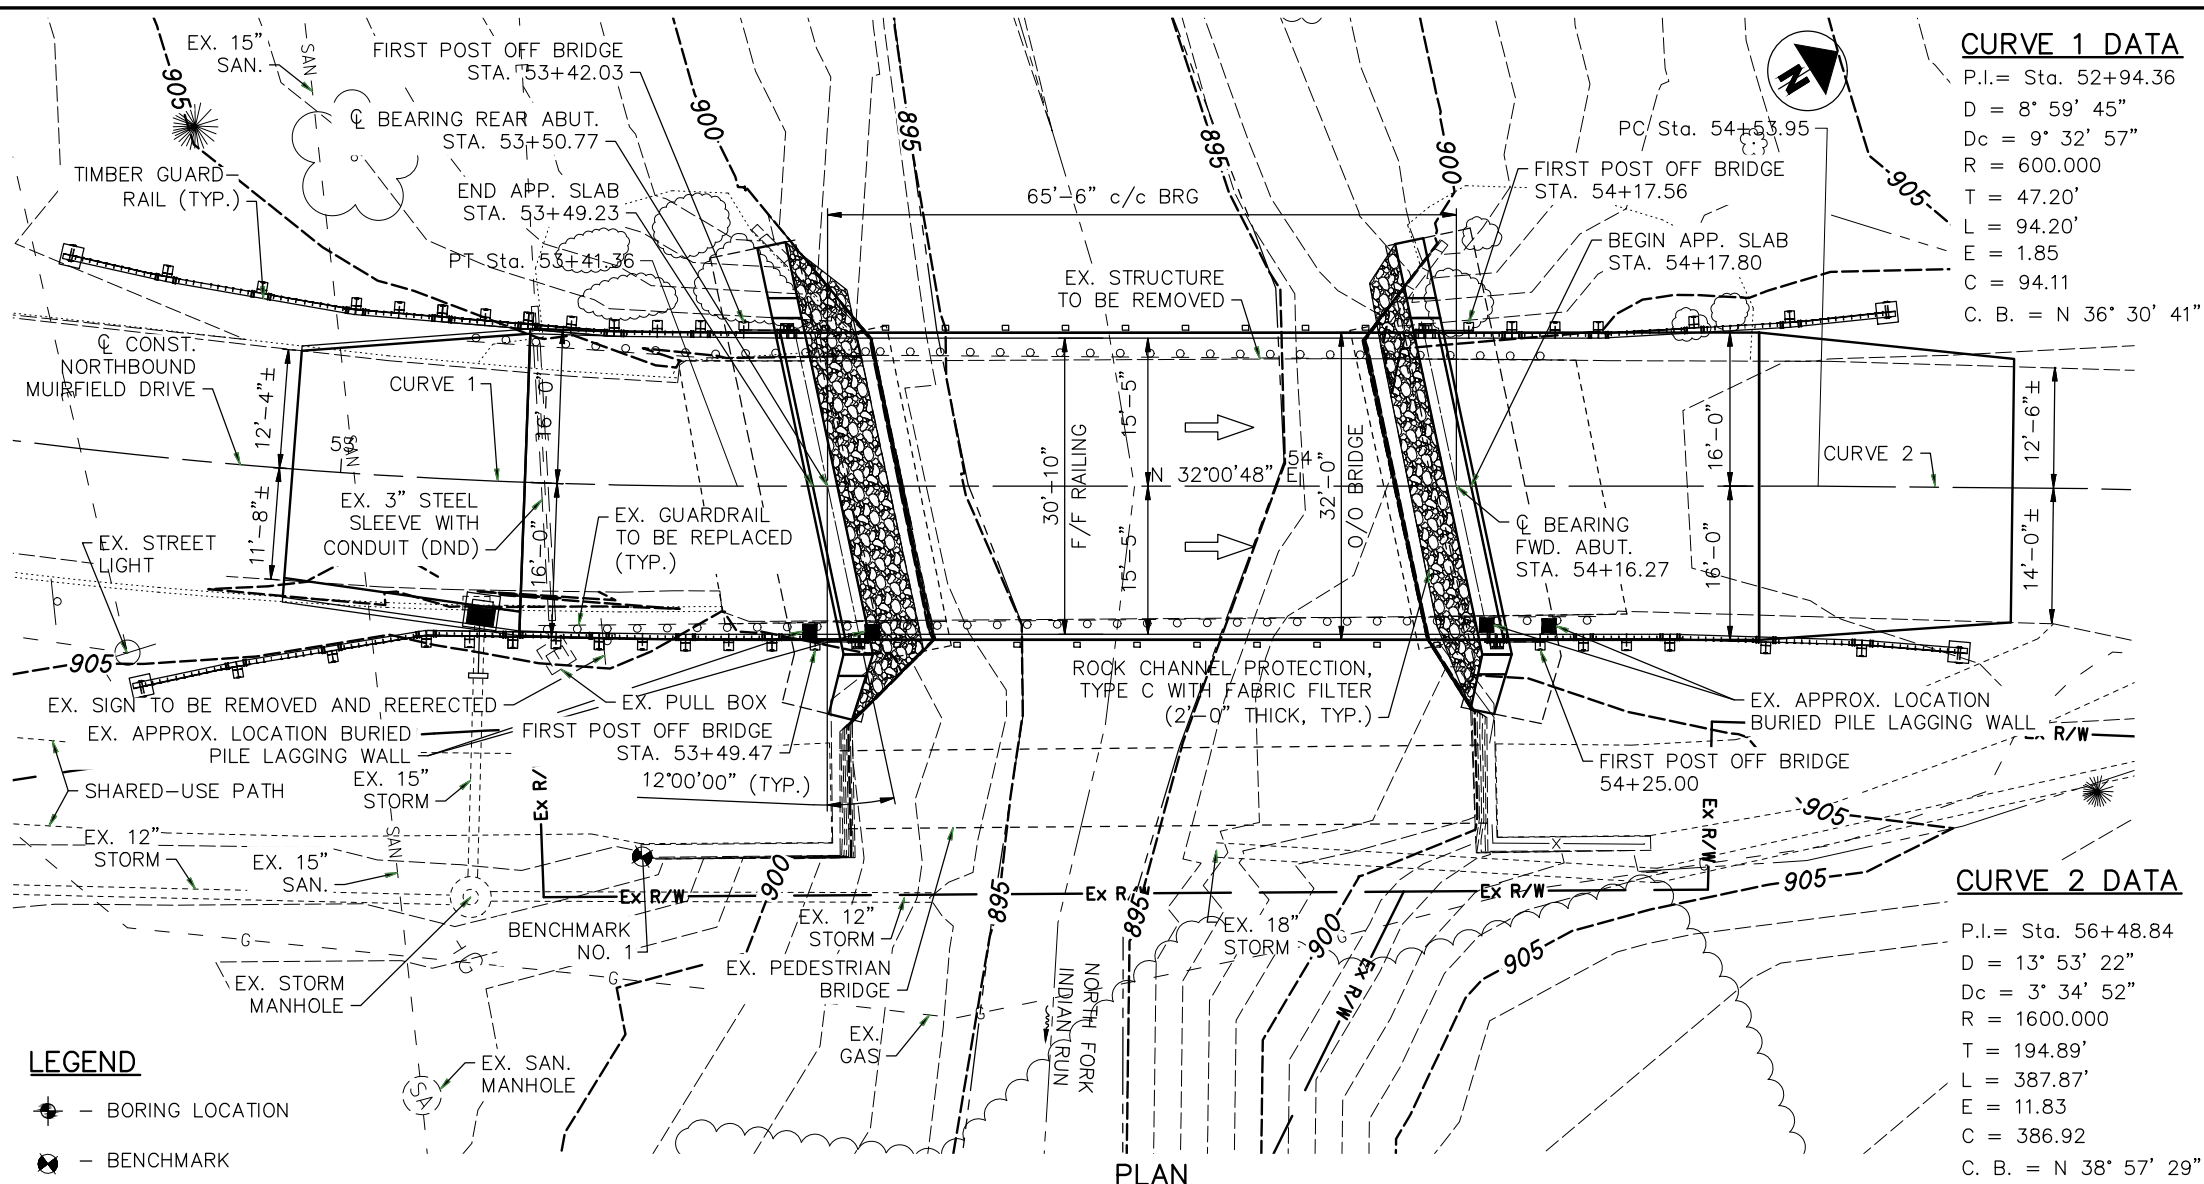 EX. 15"
SAN.
SAN
905
FIRST POST OFF BRIDGE
STA. 53+42.03
℄ BEARING REAR ABUT.
STA. 53+50.77
TIMBER GUARD-
RAIL (TYP.)
END APP. SLAB
STA. 53+49.23
PT Sta. 53+41.36
900
895
895
900
905
65'-6" c/c BRG
EX. STRUCTURE
TO BE REMOVED
N
PC Sta. 54+53.95
FIRST POST OFF BRIDGE
STA. 54+17.56
BEGIN APP. SLAB
STA. 54+17.80
CURVE 1 DATA
P.I.= Sta. 52+94.36
D = 8° 59' 45"
Dc = 9° 32' 57"
R = 600.000
T = 47.20'
L = 94.20'
E = 1.85
C = 94.11
C. B. = N 36° 30' 41"
℄ CONST.
NORTHBOUND
MUIRFIELD DRIVE
12'-4"±
11'-8"±
53
SAN
CURVE 1
16'-0"
16'-0"
EX. 3" STEEL
SLEEVE WITH
CONDUIT (DND)
EX. GUARDRAIL
TO BE REPLACED
(TYP.)
EX. STREET
LIGHT
30'-10"
F/F RAILING
15'-5"
15'-5"
N 32°00'48" E
54
32'-0"
O/O BRIDGE
℄ BEARING
FWD. ABUT.
STA. 54+16.27
16'-0"
16'-0"
CURVE 2
12'-6"±
14'-0"±
905
EX. SIGN TO BE REMOVED AND REERECTED
EX. APPROX. LOCATION BURIED
PILE LAGGING WALL
EX. PULL BOX
FIRST POST OFF BRIDGE
STA. 53+49.47
12°00'00" (TYP.)
ROCK CHANNEL PROTECTION,
TYPE C WITH FABRIC FILTER
(2'-0" THICK, TYP.)
EX. APPROX. LOCATION
BURIED PILE LAGGING WALL
R/W
FIRST POST OFF BRIDGE
54+25.00
SHARED-USE PATH
EX. 15"
STORM
EX. 12"
STORM
EX. 15"
SAN.
SAN
Ex R/
Ex R/W
900
895
Ex R
895
Ex R/W
Ex R/W
905
905
905
900
Ex R/W
BENCHMARK
NO. 1
EX. 12"
STORM
EX. PEDESTRIAN
BRIDGE
EX. 18"
STORM
EX. STORM
MANHOLE
G
G
G
EX.
GAS
NORTH FORK
INDIAN RUN
EX. SAN.
MANHOLE
SA
LEGEND
- BORING LOCATION
- BENCHMARK
PLAN
CURVE 2 DATA
P.I.= Sta. 56+48.84
D = 13° 53' 22"
Dc = 3° 34' 52"
R = 1600.000
T = 194.89'
L = 387.87'
E = 11.83
C = 386.92
C. B. = N 38° 57' 29"